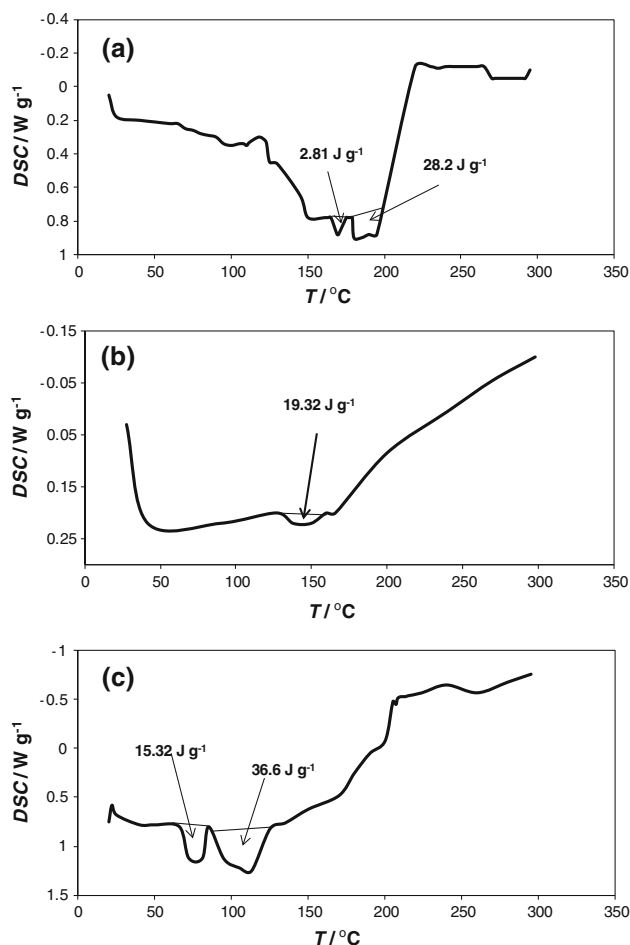 (a)
DSC / W g⁻¹
-0.4
-0.2
0
0.2
0.4
0.6
0.8
1
2.81 J g⁻¹
28.2 J g⁻¹
0 50 100 150 200 250 300 350
T / °C
(b)
DSC / W g⁻¹
-0.15
-0.05
0.05
0.15
0.25
19.32 J g⁻¹
0 50 100 150 200 250 300 350
T / °C
(c)
DSC / W g⁻¹
-1
-0.5
0
0.5
1
1.5
15.32 J g⁻¹
36.6 J g⁻¹
0 50 100 150 200 250 300 350
T / °C